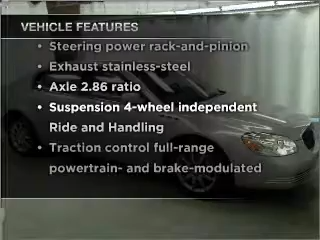 VEHICLE FEATURES
• Steering power rack-and-pinion
• Exhaust stainless-steel
• Axle 2.86 ratio
• Suspension 4-wheel independent
Ride and Handling
• Traction control full-range
powertrain- and brake-modulated